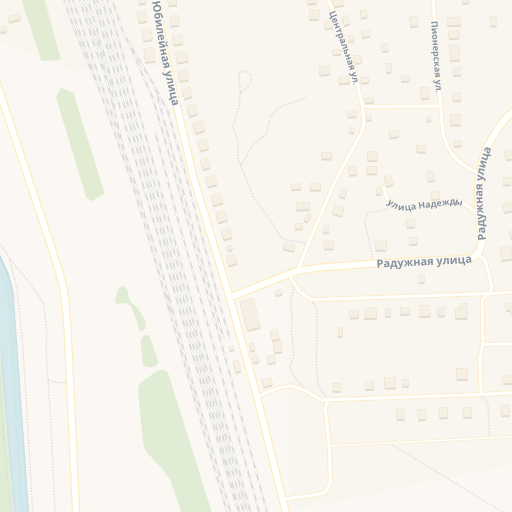 Юбилейная улица
Центральная ул.
Пионерская ул.
Радужная улица
улица Надежды
Радужная улица